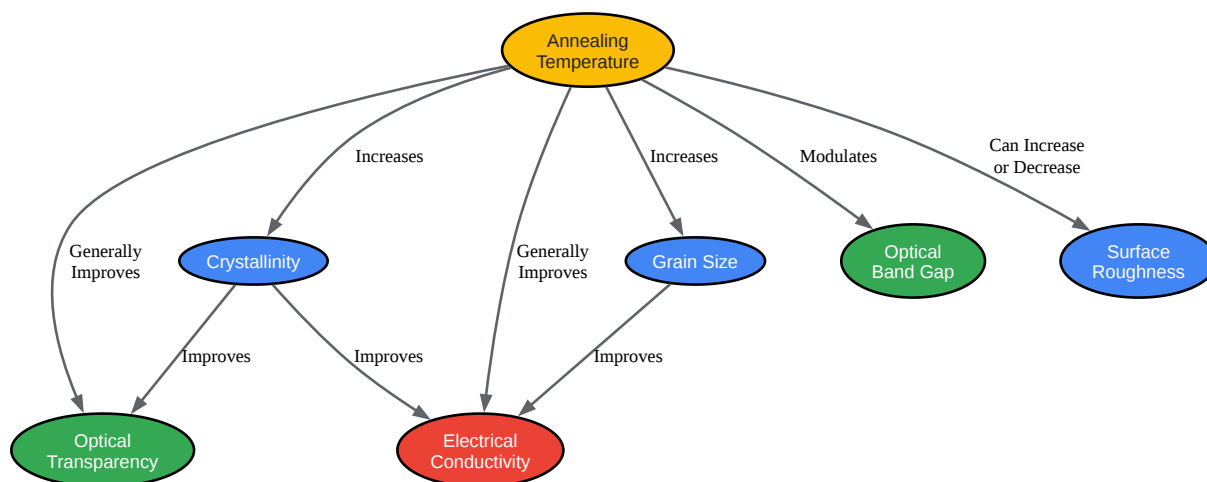 Annealing
Temperature
Increases
Increases
Modulates
Can Increase
or Decrease
Generally
Improves
Crystallinity
Generally
Improves
Grain Size
Optical
Band Gap
Surface
Roughness
Improves
Improves
Improves
Optical
Transparency
Electrical
Conductivity